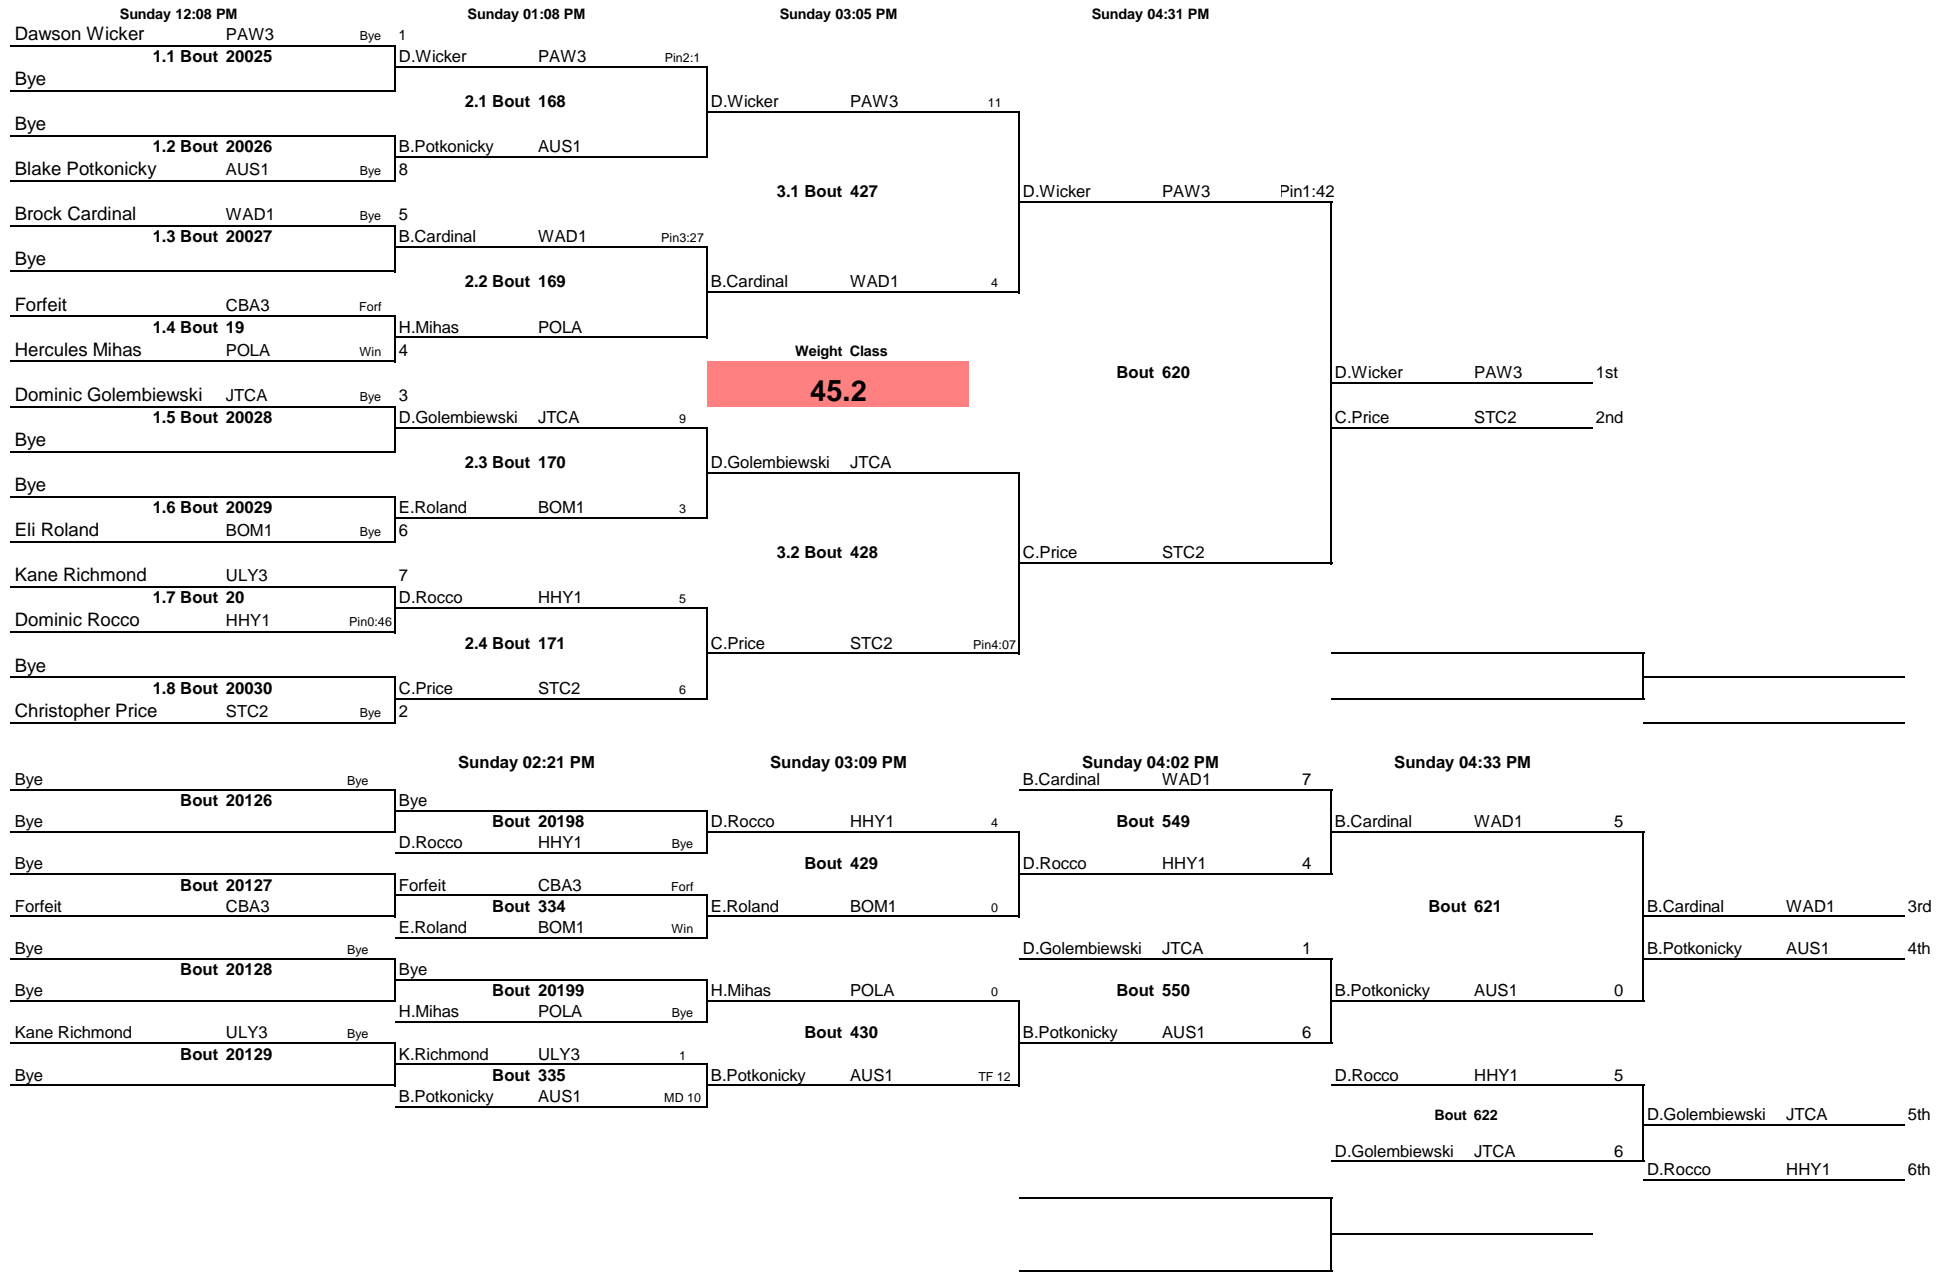 Sunday 12:08 PM Sunday 01:08 PM Sunday 03:05 PM Sunday 04:31 PM
Dawson Wicker PAW3 Bye 1
1.1 Bout 20025 D.Wicker PAW3 Pin2:1
Bye
2.1 Bout 168 D.Wicker PAW3 11
Bye
1.2 Bout 20026 B.Potkonicky AUS1
Blake Potkonicky AUS1 Bye 8
3.1 Bout 427 D.Wicker PAW3 Pin1:42
Brock Cardinal WAD1 Bye 5
1.3 Bout 20027 B.Cardinal WAD1 Pin3:27
Bye
2.2 Bout 169 B.Cardinal WAD1 4
Forfeit CBA3 Forf
1.4 Bout 19 H.Mihas POLA
Hercules Mihas POLA Win 4 Weight Class
Bout 620 D.Wicker PAW3 1st
45.2
Dominic Golembiewski JTCA Bye 3
1.5 Bout 20028 D.Golembiewski JTCA 9 C.Price STC2 2nd
Bye
2.3 Bout 170 D.Golembiewski JTCA
Bye
1.6 Bout 20029 E.Roland BOM1 3
Eli Roland BOM1 Bye 6
3.2 Bout 428 C.Price STC2
Kane Richmond ULY3 7
1.7 Bout 20 D.Rocco HHY1 5
Dominic Rocco HHY1 Pin0:46
2.4 Bout 171 C.Price STC2 Pin4:07
Bye
1.8 Bout 20030 C.Price STC2 6
Christopher Price STC2 Bye 2
Sunday 02:21 PM Sunday 03:09 PM Sunday 04:02 PM Sunday 04:33 PM
Bye Bye B.Cardinal WAD1 7
Bout 20126 Bye
Bye Bout 20198 D.Rocco HHY1 4 Bout 549 B.Cardinal WAD1 5
D.Rocco HHY1 Bye
Bye Bout 429 D.Rocco HHY1 4
Bout 20127 Forfeit CBA3 Forf
Forfeit CBA3 Bout 334 E.Roland BOM1 0 Bout 621 B.Cardinal WAD1 3rd
E.Roland BOM1 Win
Bye Bye D.Golembiewski JTCA 1 B.Potkonicky AUS1 4th
Bout 20128 Bye
Bye Bout 20199 H.Mihas POLA 0 Bout 550 B.Potkonicky AUS1 0
H.Mihas POLA Bye
Kane Richmond ULY3 Bye Bout 430 B.Potkonicky AUS1 6
Bout 20129 K.Richmond ULY3 1
Bye Bout 335 B.Potkonicky AUS1 TF 12 D.Rocco HHY1 5
B.Potkonicky AUS1 MD 10
Bout 622 D.Golembiewski JTCA 5th
D.Golembiewski JTCA 6
D.Rocco HHY1 6th